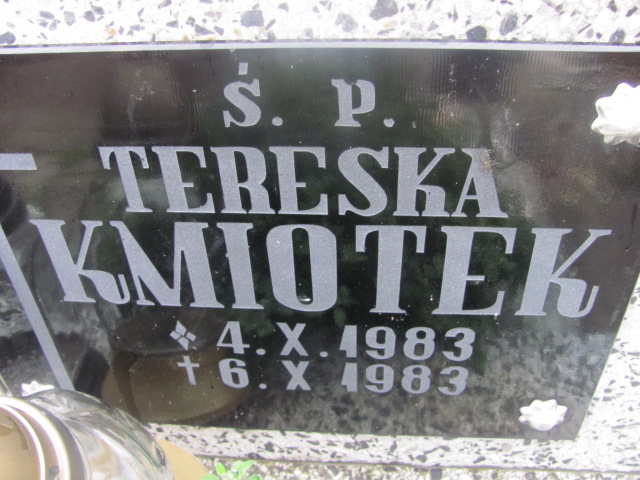 Ś. P.
TERESKA
KMIOTEK
4.X.1983
✝ 6.X 1983